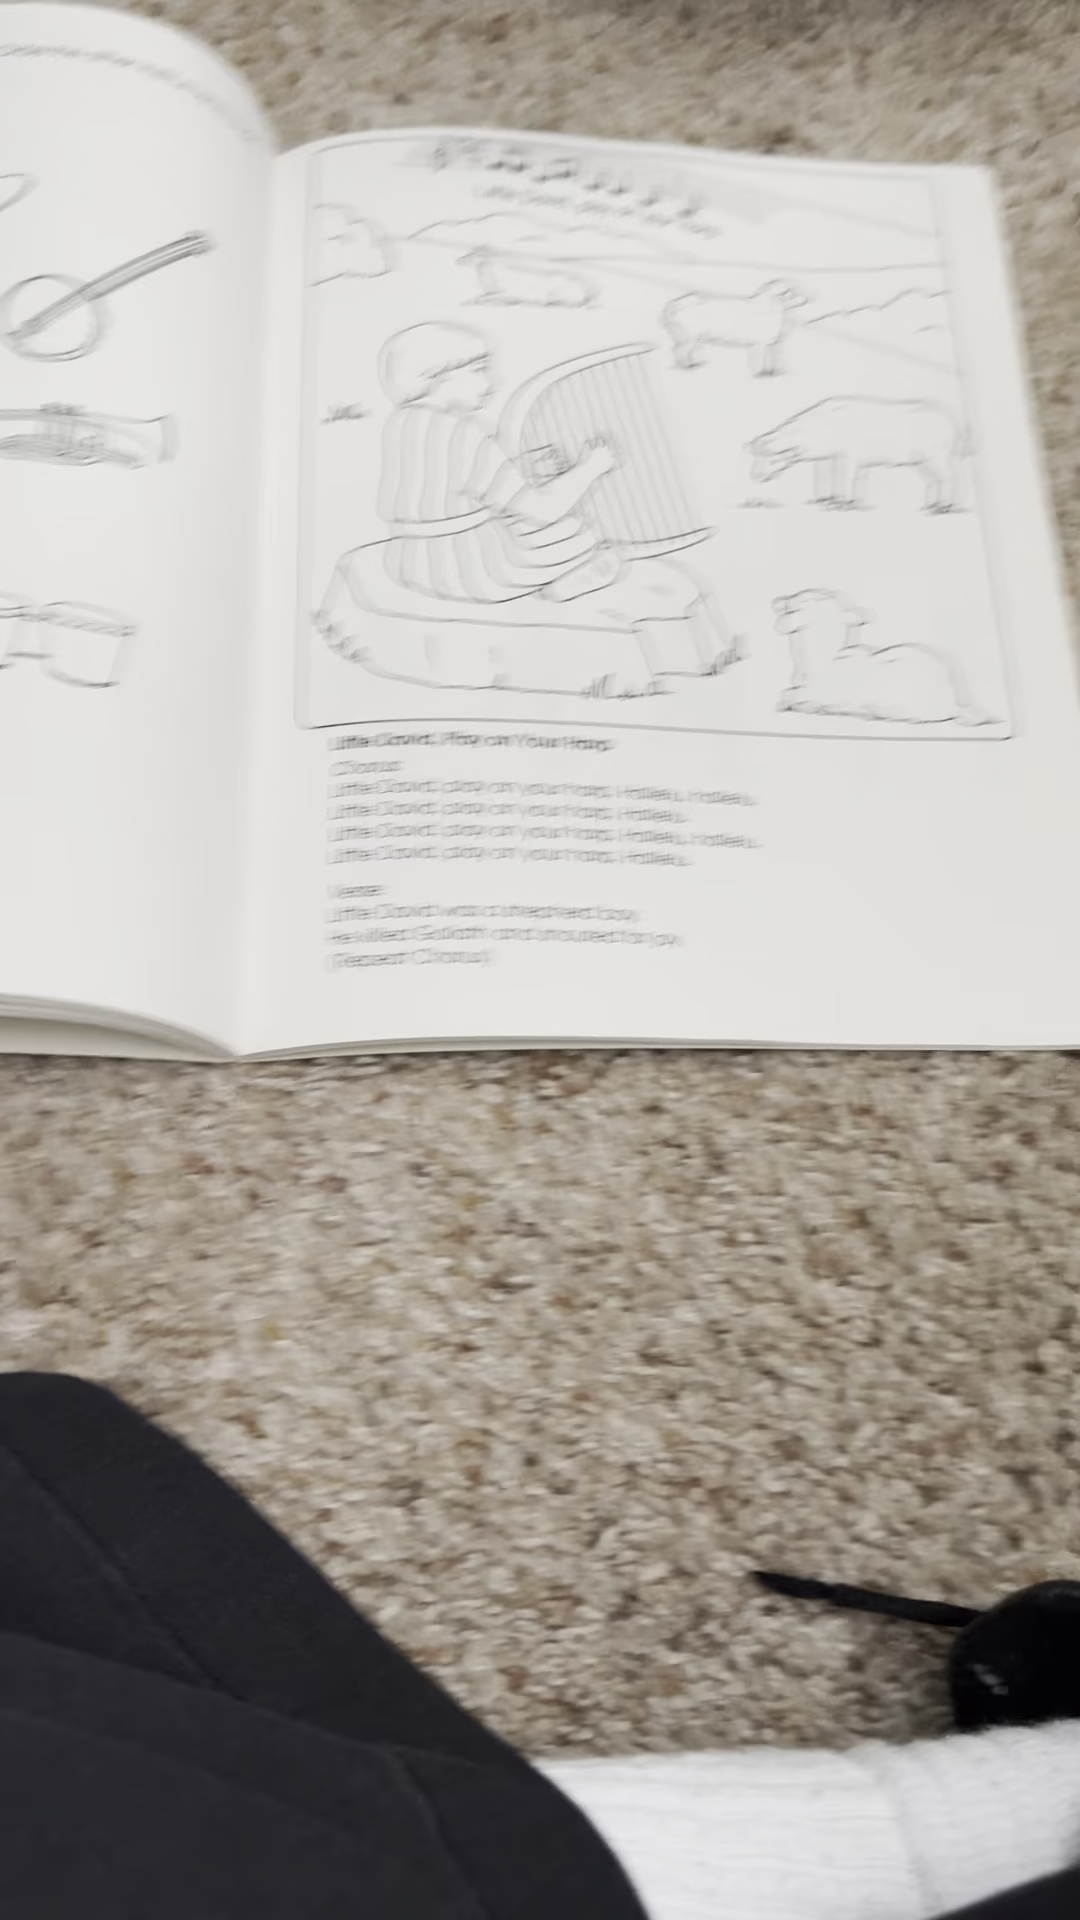 Little David, Play on Your Harp
Chorus:
Little David, play on your harp, Hallelu, Hallelu,
Little David, play on your harp, Hallelu.
Little David, play on your harp, Hallelu, Hallelu,
Little David, play on your harp, Hallelu.
Verse:
Little David was a shepherd boy,
He killed Goliath and shouted for joy.
(Repeat Chorus)